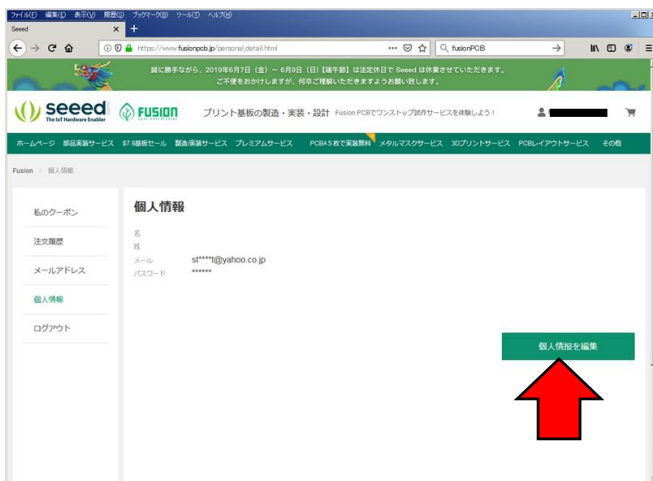 ファイル(F) 編集(E) 表示(V) 履歴(S) ブックマーク(B) ツール(T) ヘルプ(H)
Seeed
https://www.fusionpcb.jp/personal_detail.html
fusionPCB
誠に勝手ながら、2019年6月7日（金）～ 6月9日（日）【端午節】は法定休日で Seeed は休業させていただきます。
ご不便をおかけしますが、何卒ご理解いただきますようお願い致します。
seeed
The IoT Hardware Enabler
FUSION
プリント基板の製造・実装・設計 Fusion PCBでワンストップ試作サービスを体験しよう！
ホームページ 部品実装サービス $7.9基板セール 製造/実装サービス プレミアムサービス PCBA5枚で実装無料 メタルマスクサービス 3Dプリントサービス PCBレイアウトサービス その他
Fusion 個人情報
私のクーポン
注文履歴
メールアドレス
個人情報
ログアウト
個人情報
名
姓
メール st****t@yahoo.co.jp
パスワード ******
個人情报を編集